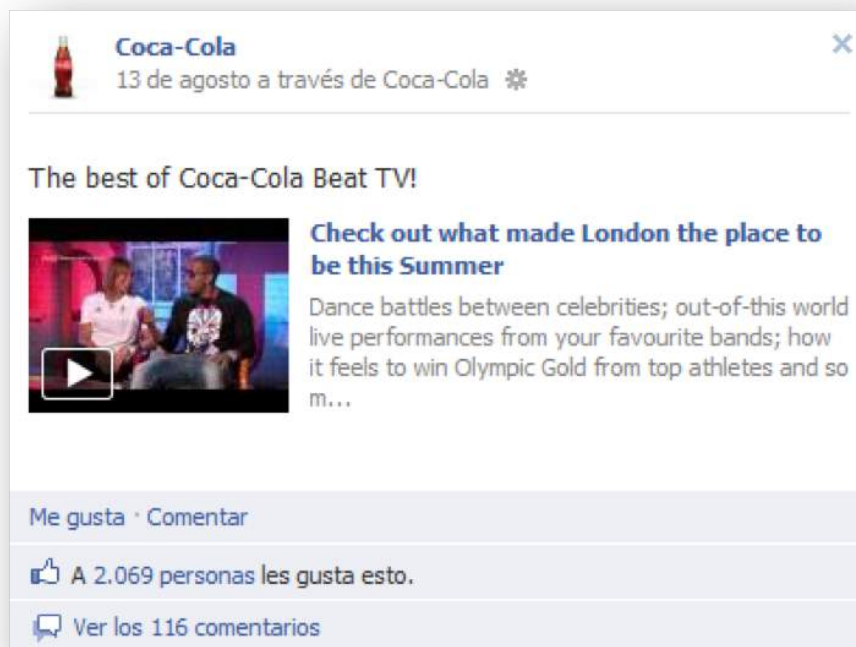 Coca-Cola
13 de agosto a través de Coca-Cola
The best of Coca-Cola Beat TV!
Check out what made London the place to
be this Summer
Dance battles between celebrities; out-of-this world
live performances from your favourite bands; how
it feels to win Olympic Gold from top athletes and so
m...
Me gusta · Comentar
A 2.069 personas les gusta esto.
Ver los 116 comentarios